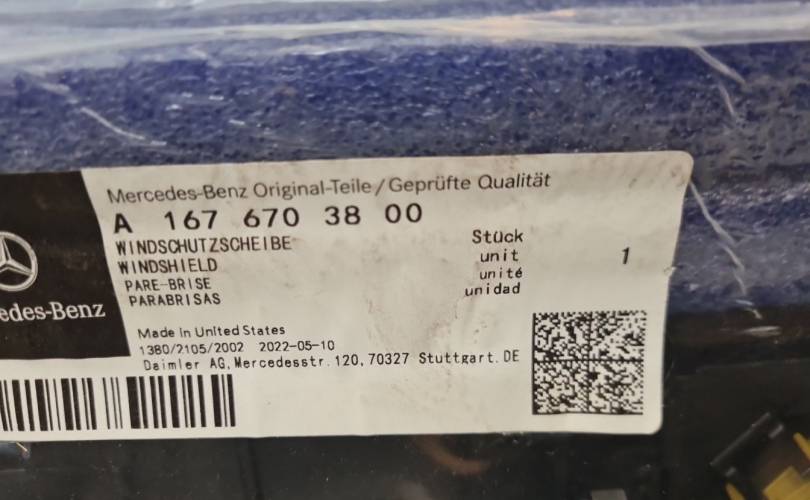 Mercedes-Benz Original-Teile/Geprüfte Qualität
A 167 670 38 00
WINDSCHUTZSCHEIBE
WINDSHIELD
PARE-BRISE
PARABRISAS
Stück
unit 1
unité
unidad
edes-Benz
Made in United States
1380/2105/2002 2022-05-10
Daimler AG, Mercedesstr. 120, 70327 Stuttgart. DE